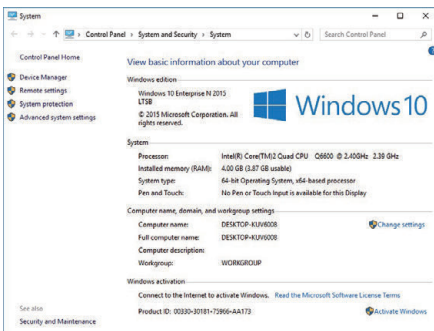 System
Control Panel > System and Security > System
Search Control Panel
Control Panel Home
Device Manager
Remote settings
System protection
Advanced system settings
View basic information about your computer
Windows edition
Windows 10 Enterprise N 2015
LTSB
© 2015 Microsoft Corporation. All
rights reserved.
Windows 10
System
Processor: Intel(R) Core(TM)2 Quad CPU Q6600 @ 2.40GHz 2.39 GHz
Installed memory (RAM): 4.00 GB (3.87 GB usable)
System type: 64-bit Operating System, x64-based processor
Pen and Touch: No Pen or Touch Input is available for this Display
Computer name, domain, and workgroup settings
Computer name: DESKTOP-KUV6008
Change settings
Full computer name: DESKTOP-KUV6008
Computer description:
Workgroup: WORKGROUP
Windows activation
Connect to the Internet to activate Windows. Read the Microsoft Software License Terms
Product ID: 00330-30181-75966-AA173
Activate Windows
See also
Security and Maintenance